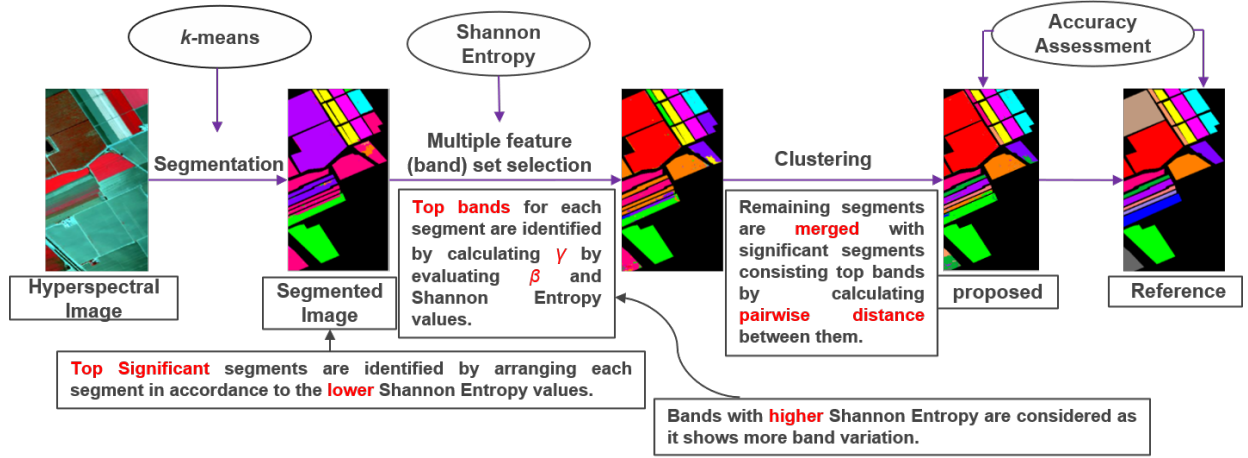 k-means
Shannon
Entropy
Accuracy
Assessment
Segmentation
Multiple feature
(band) set selection
Clustering
Top bands for each
segment are identified
by calculating γ by
evaluating β and
Shannon Entropy
values.
Remaining segments
are merged with
significant segments
consisting top bands
by calculating
pairwise distance
between them.
Hyperspectral
Image
Segmented
Image
proposed
Reference
Top Significant segments are identified by arranging each
segment in accordance to the lower Shannon Entropy values.
Bands with higher Shannon Entropy are considered as
it shows more band variation.